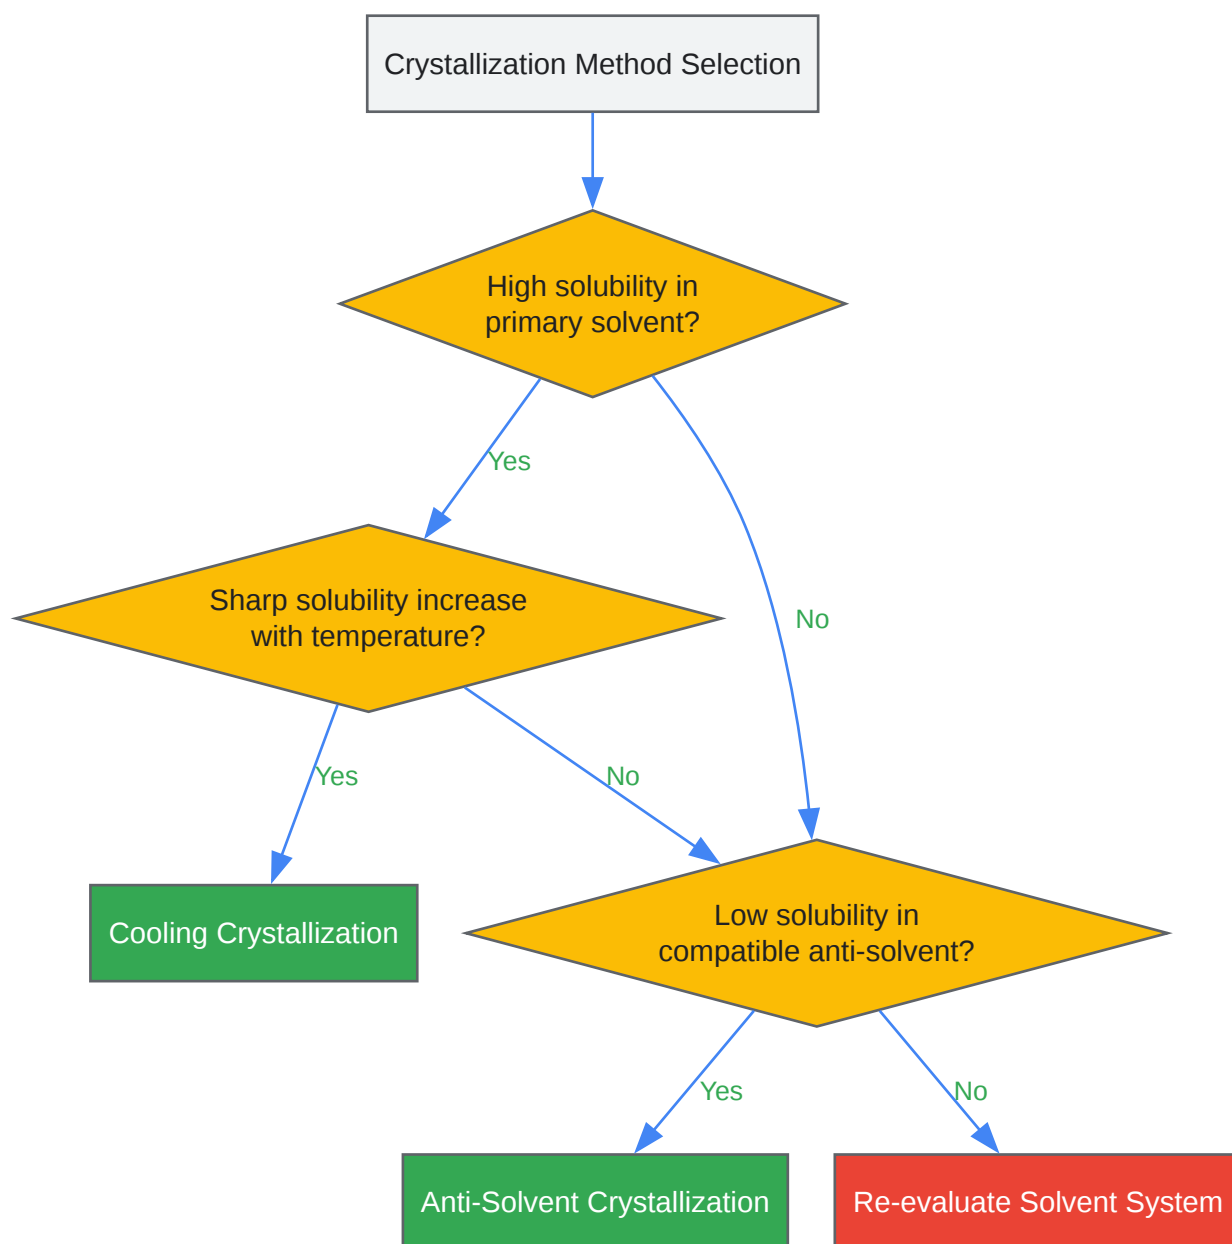 Crystallization Method Selection
High solubility in
primary solvent?
Yes
Sharp solubility increase
with temperature?
No
Yes
No
Cooling Crystallization
Low solubility in
compatible anti-solvent?
Yes
No
Anti-Solvent Crystallization
Re-evaluate Solvent System